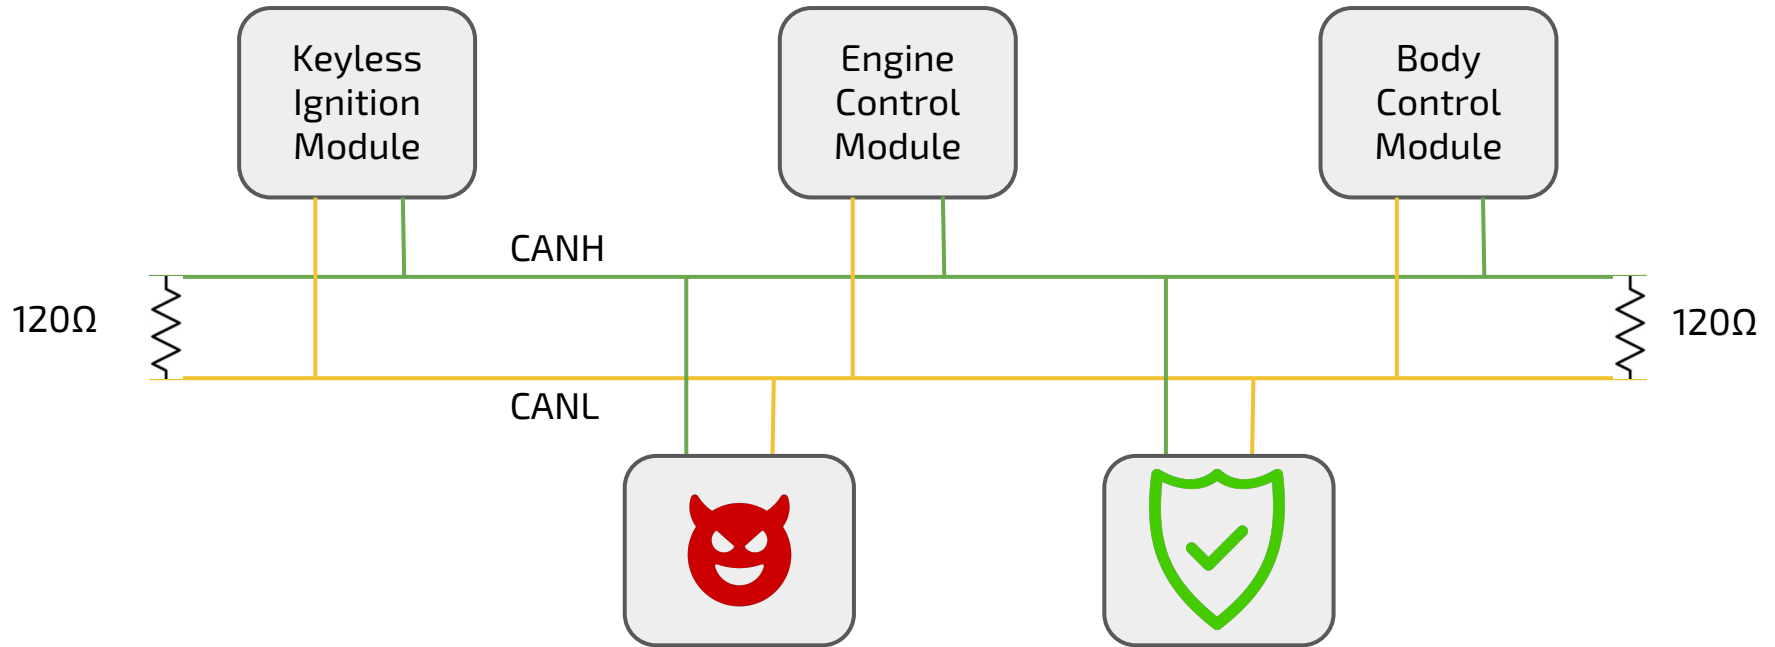 Keyless
Ignition
Module
Engine
Control
Module
Body
Control
Module
CANH
120Ω
120Ω
CANL